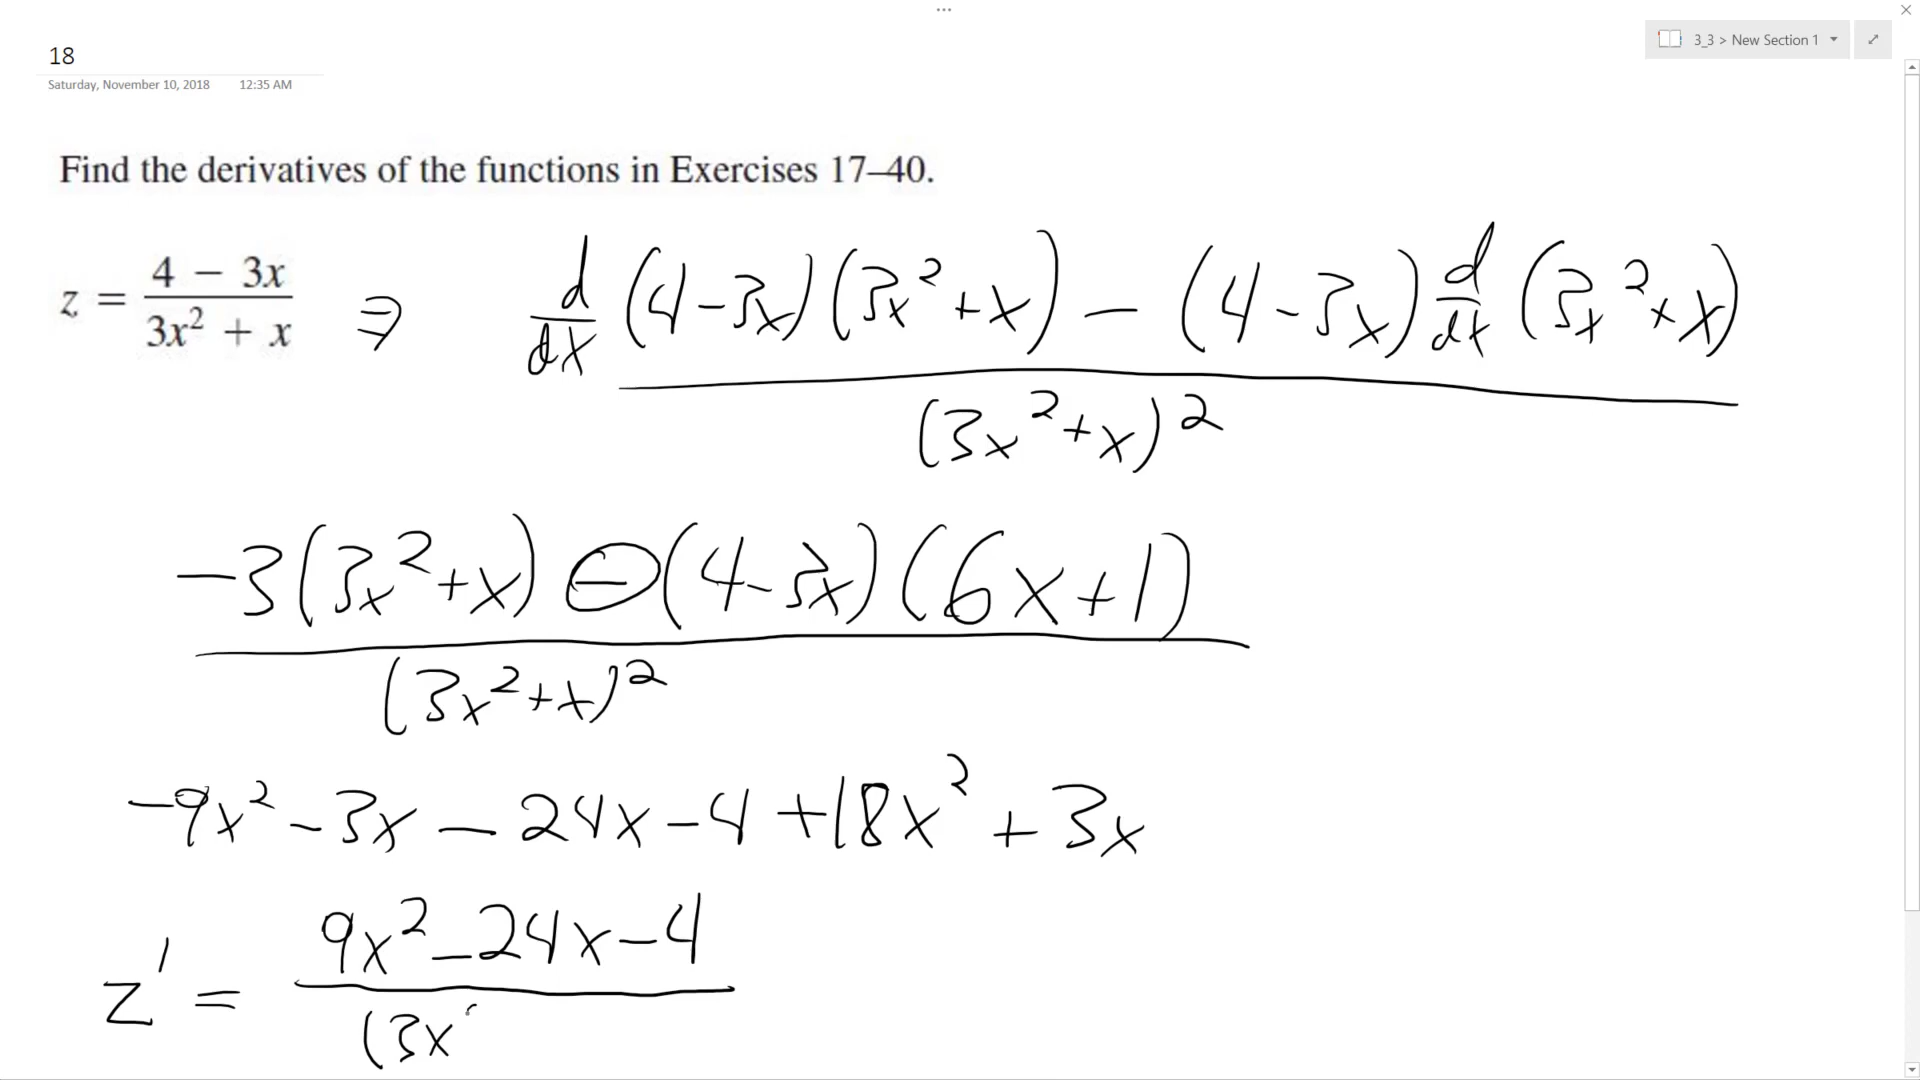 18
Saturday, November 10, 2018 12:35 AM
3_3 > New Section 1
Find the derivatives of the functions in Exercises 17–40.
z = (4 − 3x)/(3x² + x) ⇒ d/dx (4-3x)(3x²+x) − (4-3x) d/dx (3x²+x)
(3x²+x)²
-3(3x²+x) − (4-3x)(6x+1)
(3x²+x)²
-9x² - 3x - 24x - 4 + 18x² + 3x
9x² - 24x - 4
z' =
(3x